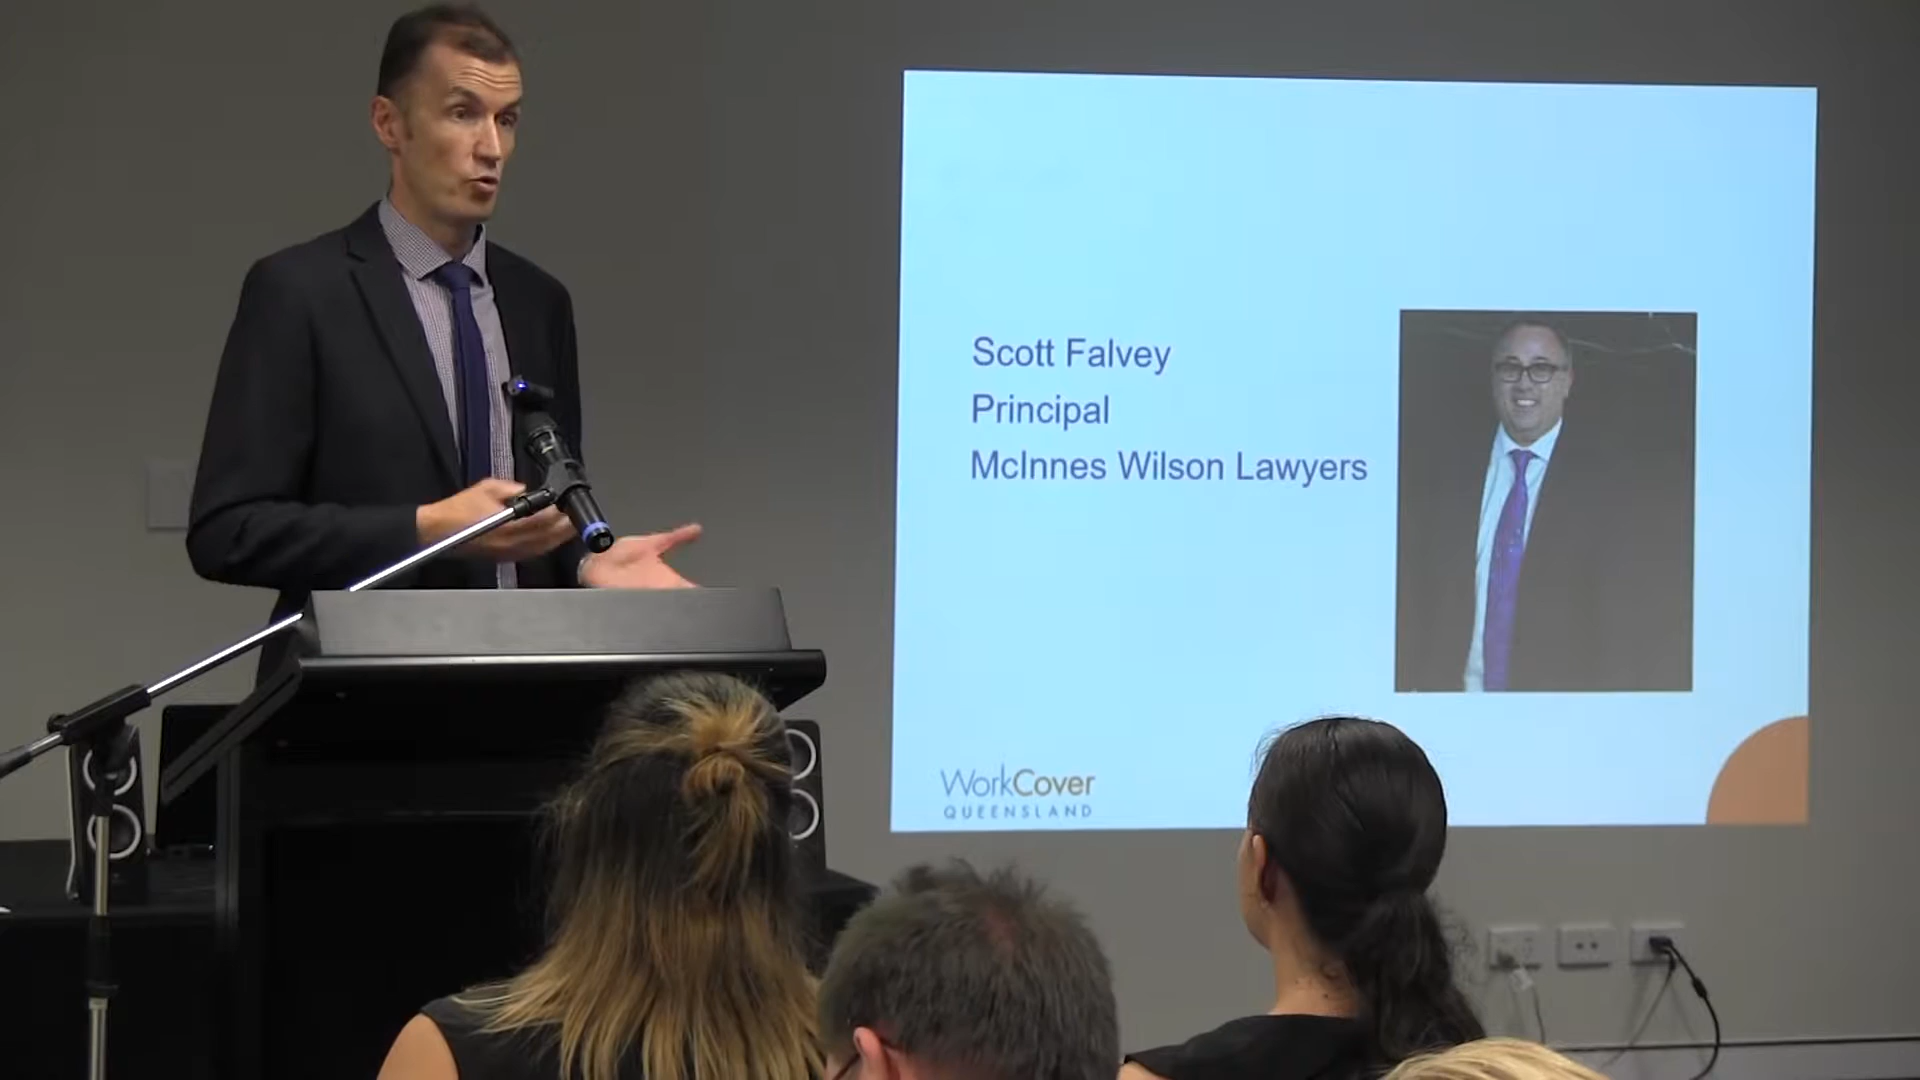 Scott Falvey
Principal
McInnes Wilson Lawyers
WorkCover
QUEENSLAND